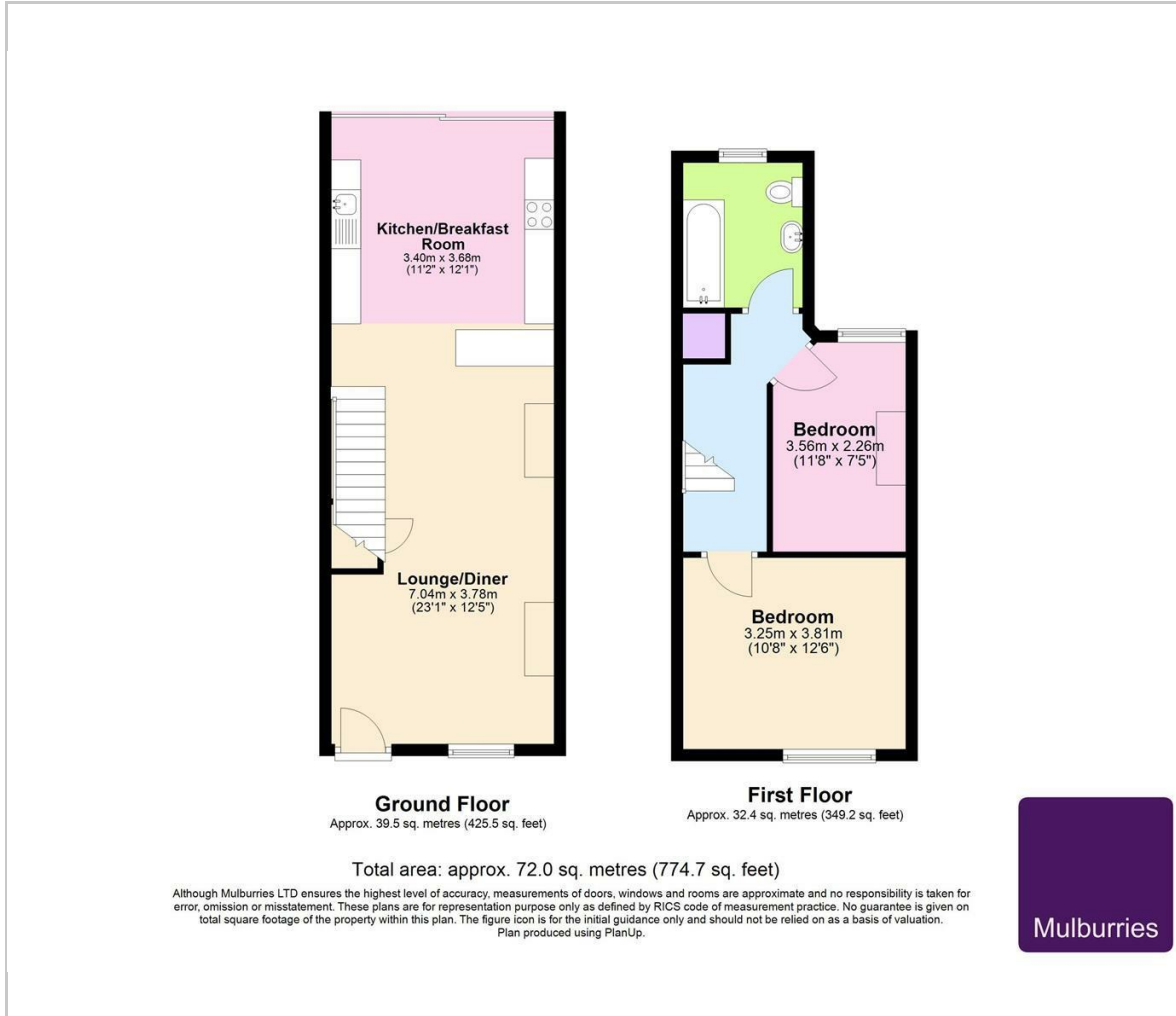 Kitchen/Breakfast
Room
3.40m x 3.68m
(11'2" x 12'1")
Lounge/Diner
7.04m x 3.78m
(23'1" x 12'5")
Ground Floor
Approx. 39.5 sq. metres (425.5 sq. feet)
Bedroom
3.56m x 2.26m
(11'8" x 7'5")
Bedroom
3.25m x 3.81m
(10'8" x 12'6")
First Floor
Approx. 32.4 sq. metres (349.2 sq. feet)
Total area: approx. 72.0 sq. metres (774.7 sq. feet)
Although Mulburries LTD ensures the highest level of accuracy, measurements of doors, windows and rooms are approximate and no responsibility is taken for
error, omission or misstatement. These plans are for representation purpose only as defined by RICS code of measurement practice. No guarantee is given on
total square footage of the property within this plan. The figure icon is for the initial guidance only and should not be relied on as a basis of valuation.
Plan produced using PlanUp.
Mulburries